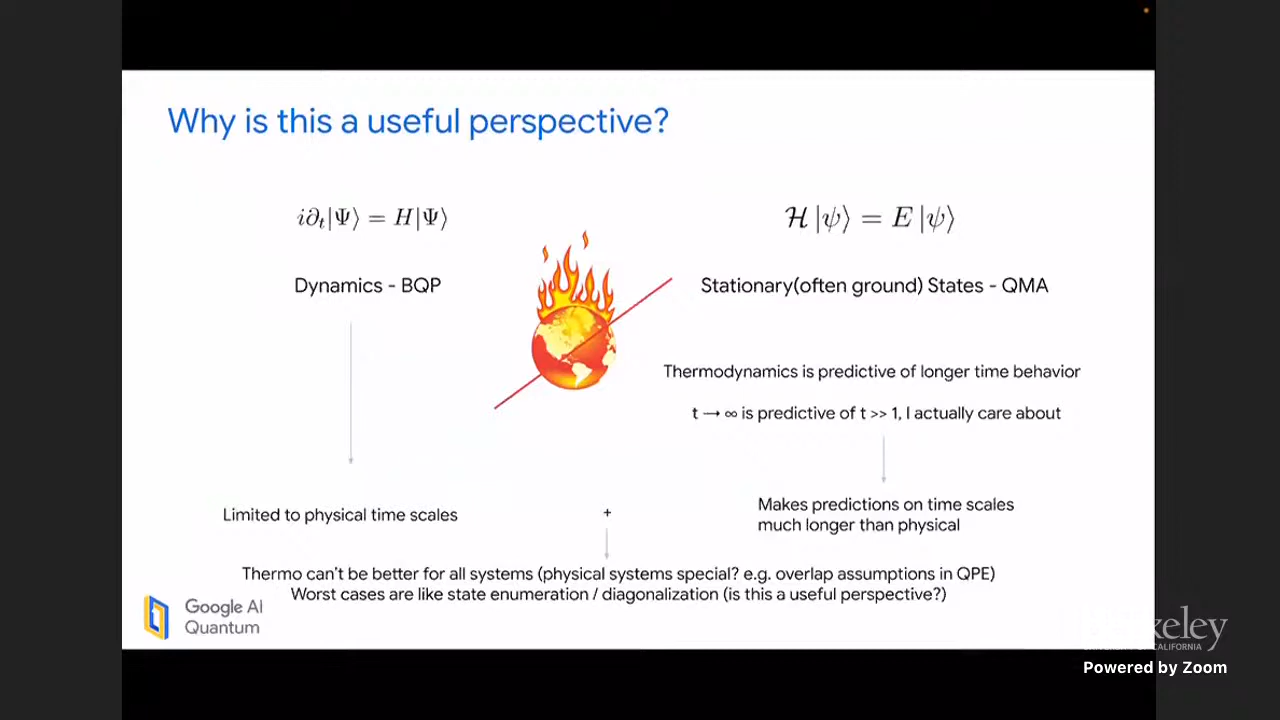 Why is this a useful perspective?
i∂ₜ|Ψ⟩ = H|Ψ⟩
ℋ|ψ⟩ = E|ψ⟩
Dynamics - BQP
Stationary(often ground) States - QMA
Thermodynamics is predictive of longer time behavior
t → ∞ is predictive of t >> 1, I actually care about
Limited to physical time scales
+
Makes predictions on time scales
much longer than physical
Thermo can't be better for all systems (physical systems special? e.g. overlap assumptions in QPE)
Worst cases are like state enumeration / diagonalization (is this a useful perspective?)
Google AI
Quantum
Berkeley
UNIVERSITY OF CALIFORNIA
Powered by Zoom